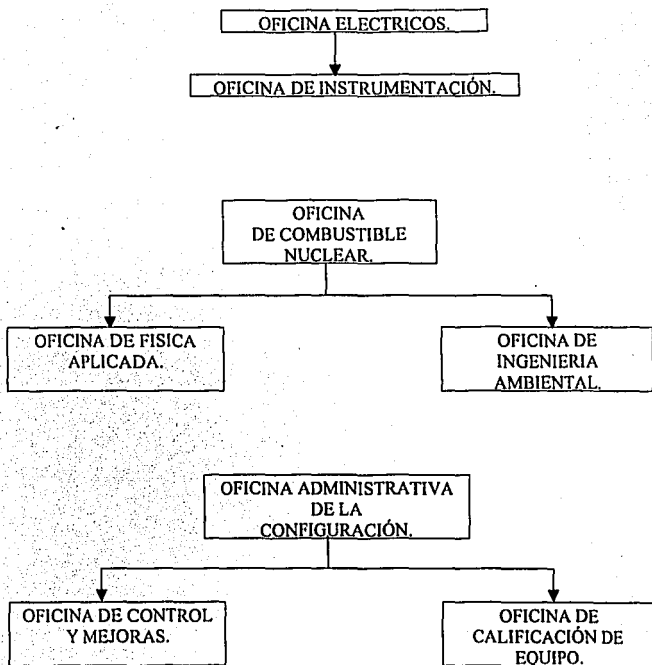 OFICINA ELECTRICOS.
OFICINA DE INSTRUMENTACIÓN.
OFICINA
DE COMBUSTIBLE
NUCLEAR.
OFICINA DE FISICA
APLICADA.
OFICINA DE
INGENIERIA
AMBIENTAL.
OFICINA ADMINISTRATIVA
DE LA
CONFIGURACIÓN.
OFICINA DE CONTROL
Y MEJORAS.
OFICINA DE
CALIFICACIÓN DE
EQUIPO.